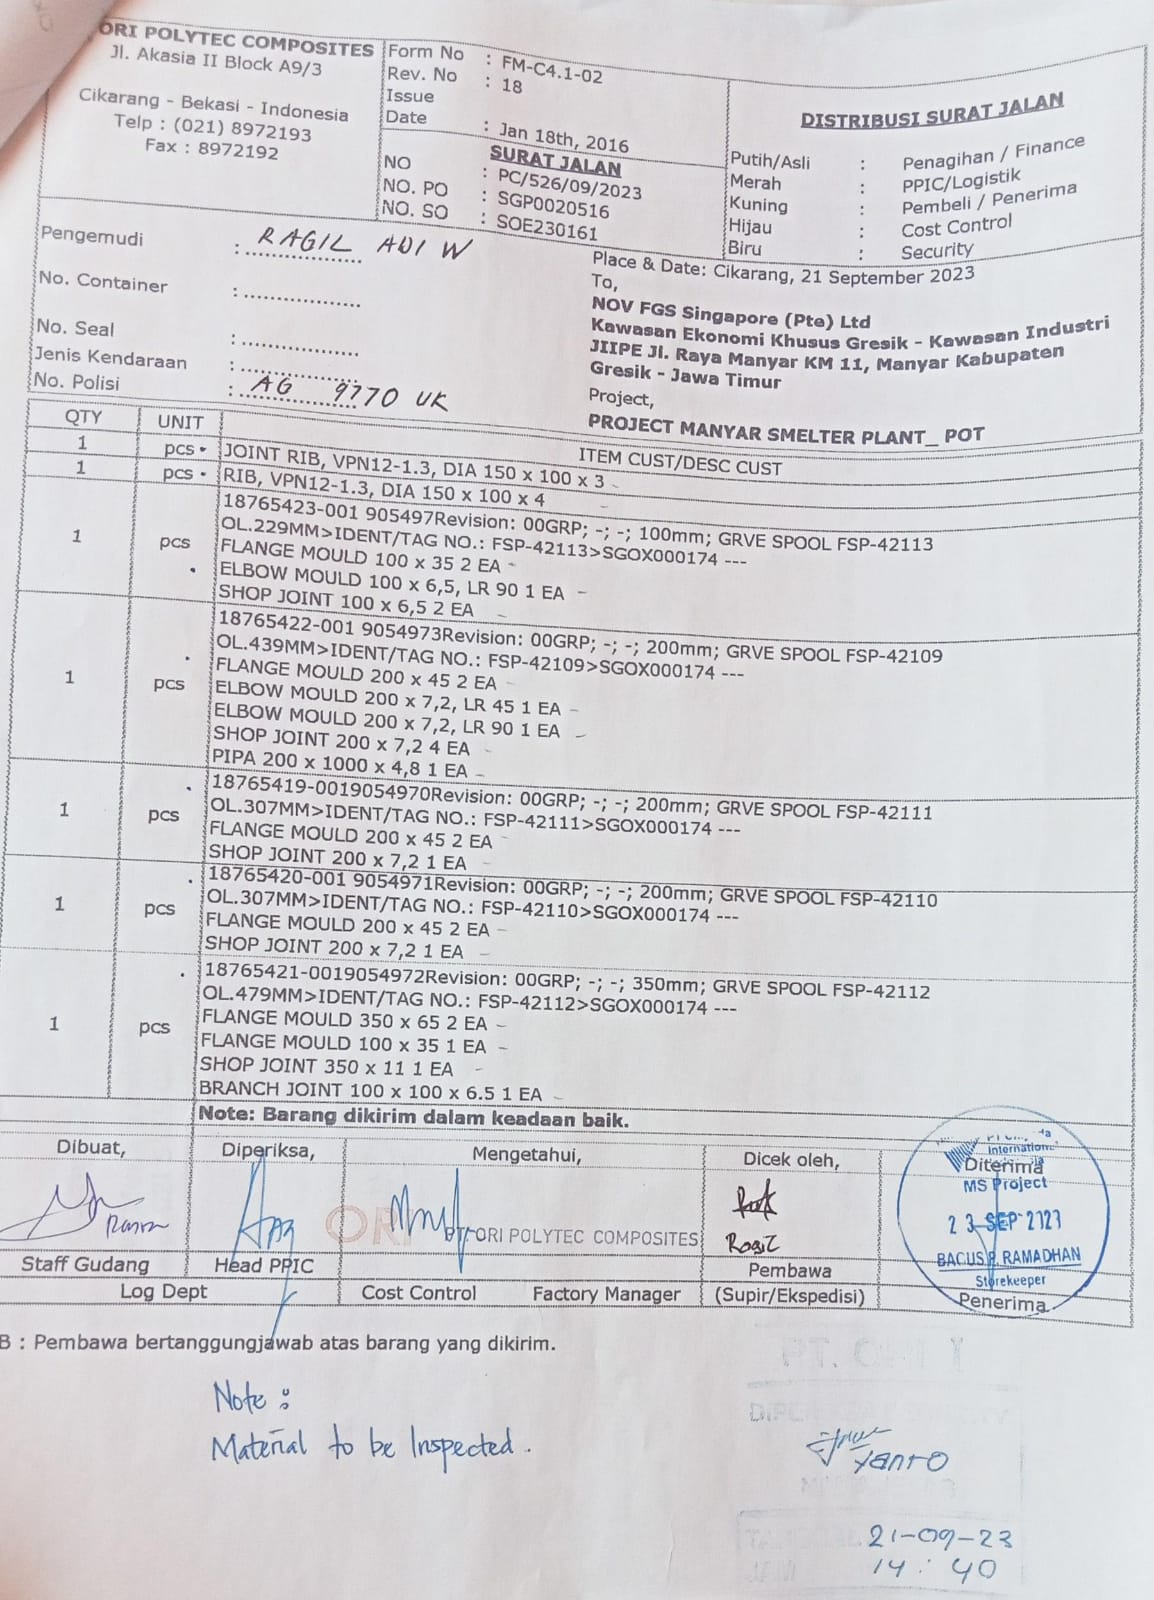 ORI POLYTEC COMPOSITES
Jl. Akasia II Block A9/3
Cikarang - Bekasi - Indonesia
Telp : (021) 8972193
Fax : 8972192
Form No : FM-C4.1-02
Rev. No : 18
Issue
Date : Jan 18th, 2016
SURAT JALAN
NO : PC/526/09/2023
NO. PO : SGP0020516
NO. SO : SOE230161
DISTRIBUSI SURAT JALAN
Putih/Asli : Penagihan / Finance
Merah : PPIC/Logistik
Kuning : Pembeli / Penerima
Hijau : Cost Control
Biru : Security
Pengemudi : RAGIL ADI W
No. Container : ..................
No. Seal : ..................
Jenis Kendaraan : ..................
No. Polisi : AG 9770 UK
Place & Date: Cikarang, 21 September 2023
To,
NOV FGS Singapore (Pte) Ltd
Kawasan Ekonomi Khusus Gresik - Kawasan Industri
JIIPE Jl. Raya Manyar KM 11, Manyar Kabupaten
Gresik - Jawa Timur
Project,
PROJECT MANYAR SMELTER PLANT_ POT
QTY UNIT ITEM CUST/DESC CUST
1 pcs JOINT RIB, VPN12-1.3, DIA 150 x 100 x 3
1 pcs RIB, VPN12-1.3, DIA 150 x 100 x 4
18765423-001 905497Revision: 00GRP; -; -; 100mm; GRVE SPOOL FSP-42113
OL.229MM>IDENT/TAG NO.: FSP-42113>SGOX000174 ---
1 pcs FLANGE MOULD 100 x 35 2 EA
ELBOW MOULD 100 x 6,5, LR 90 1 EA
SHOP JOINT 100 x 6,5 2 EA
18765422-001 9054973Revision: 00GRP; -; -; 200mm; GRVE SPOOL FSP-42109
OL.439MM>IDENT/TAG NO.: FSP-42109>SGOX000174 ---
FLANGE MOULD 200 x 45 2 EA
1 pcs ELBOW MOULD 200 x 7,2, LR 45 1 EA
ELBOW MOULD 200 x 7,2, LR 90 1 EA
SHOP JOINT 200 x 7,2 4 EA
PIPA 200 x 1000 x 4,8 1 EA
18765419-0019054970Revision: 00GRP; -; -; 200mm; GRVE SPOOL FSP-42111
1 pcs OL.307MM>IDENT/TAG NO.: FSP-42111>SGOX000174 ---
FLANGE MOULD 200 x 45 2 EA
SHOP JOINT 200 x 7,2 1 EA
18765420-001 9054971Revision: 00GRP; -; -; 200mm; GRVE SPOOL FSP-42110
1 pcs OL.307MM>IDENT/TAG NO.: FSP-42110>SGOX000174 ---
FLANGE MOULD 200 x 45 2 EA
SHOP JOINT 200 x 7,2 1 EA
18765421-0019054972Revision: 00GRP; -; -; 350mm; GRVE SPOOL FSP-42112
OL.479MM>IDENT/TAG NO.: FSP-42112>SGOX000174 ---
1 pcs FLANGE MOULD 350 x 65 2 EA
FLANGE MOULD 100 x 35 1 EA
SHOP JOINT 350 x 11 1 EA
BRANCH JOINT 100 x 100 x 6.5 1 EA
Note: Barang dikirim dalam keadaan baik.
Dibuat, Diperiksa, Mengetahui, Dicek oleh, Diterima
International
MS Project
23 SEP 2023
BAGUS R. RAMADHAN
Storekeeper
ORI
PT. ORI POLYTEC COMPOSITES
Ragil
Staff Gudang Head PPIC Pembawa
Log Dept Cost Control Factory Manager (Supir/Ekspedisi) Penerima
B : Pembawa bertanggungjawab atas barang yang dikirim.
Note :
Material to be Inspected.
Yanto
21-09-23
14:40